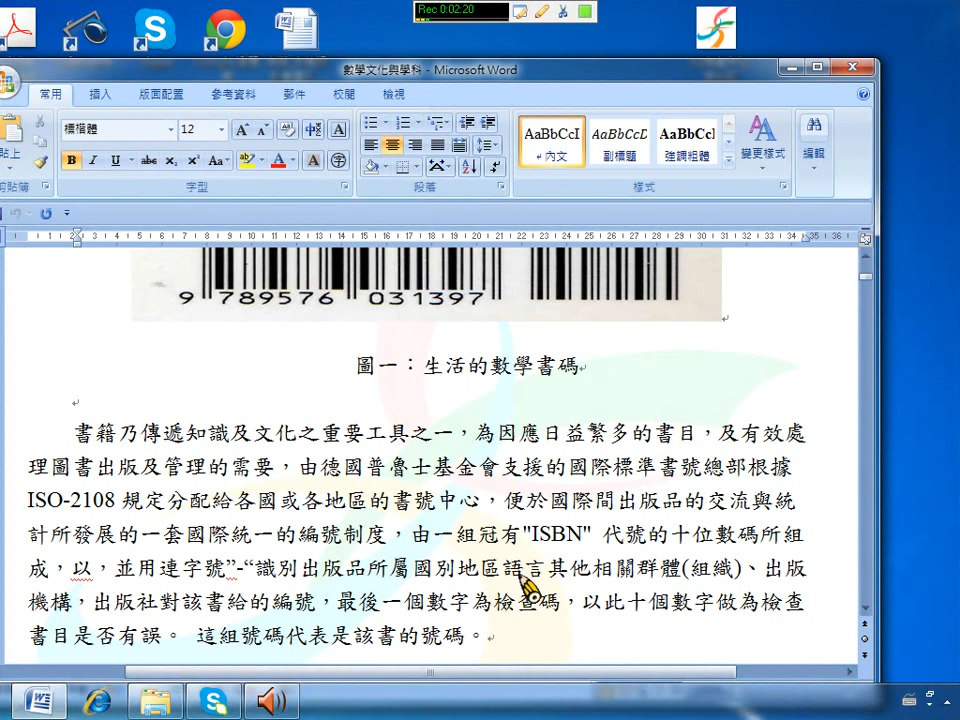 Rec 0:02:20
數學文化與學科 - Microsoft Word
常用 插入 版面配置 參考資料 郵件 校閱 檢視
標楷體 12
貼上
AaBbCcI AaBbCcD AaBbCcl
內文 副標題 強調粗體 變更樣式 編輯
剪貼簿 字型 段落 樣式
9 789576 031397
圖一：生活的數學書碼
書籍乃傳遞知識及文化之重要工具之一，為因應日益繁多的書目，及有效處
理圖書出版及管理的需要，由德國普魯士基金會支援的國際標準書號總部根據
ISO-2108 規定分配給各國或各地區的書號中心，便於國際間出版品的交流與統
計所發展的一套國際統一的編號制度，由一組冠有"ISBN" 代號的十位數碼所組
成，以，並用連字號”-“識別出版品所屬國別地區語言其他相關群體(組織)、出版
機構，出版社對該書給的編號，最後一個數字為檢查碼，以此十個數字做為檢查
書目是否有誤。 這組號碼代表是該書的號碼。